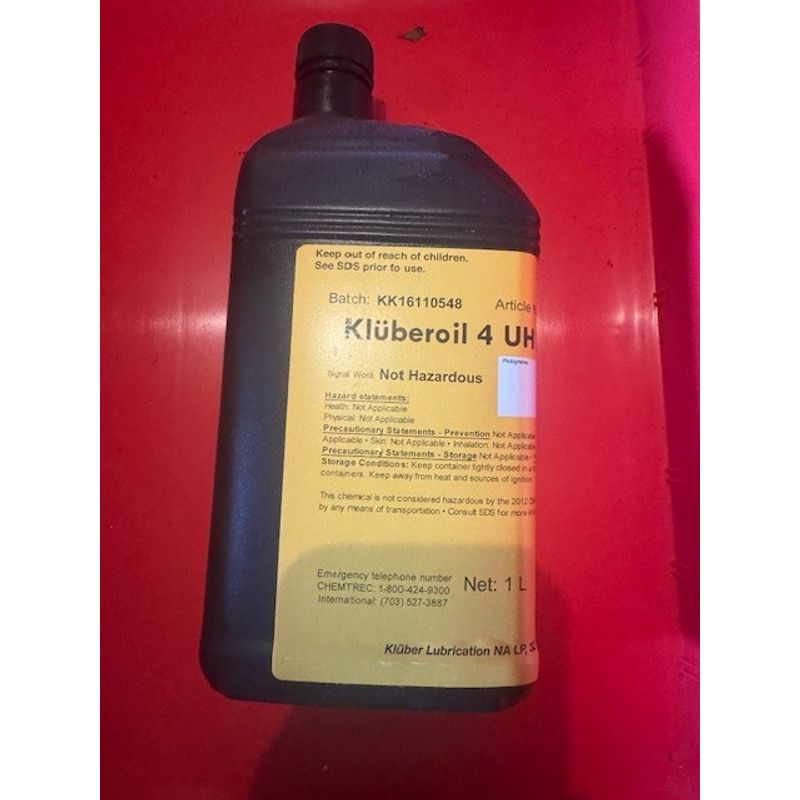 Keep out of reach of children.
See SDS prior to use.
Batch: KK16110548 Article
Klüberoil 4 UH
Pictograms
Signal Word: Not Hazardous
Hazard statements:
Health: Not Applicable
Physical: Not Applicable
Precautionary Statements - Prevention Not Applicable
Applicable • Skin: Not Applicable • Inhalation: Not Applicable
Precautionary Statements - Storage Not Applicable •
Storage Conditions: Keep container tightly closed in a
containers. Keep away from heat and sources of ignition.
This chemical is not considered hazardous by the 2012
by any means of transportation • Consult SDS for more
Emergency telephone number
CHEMTREC: 1-800-424-9300
International: (703) 527-3887
Net: 1 L
Klüber Lubrication NA LP,